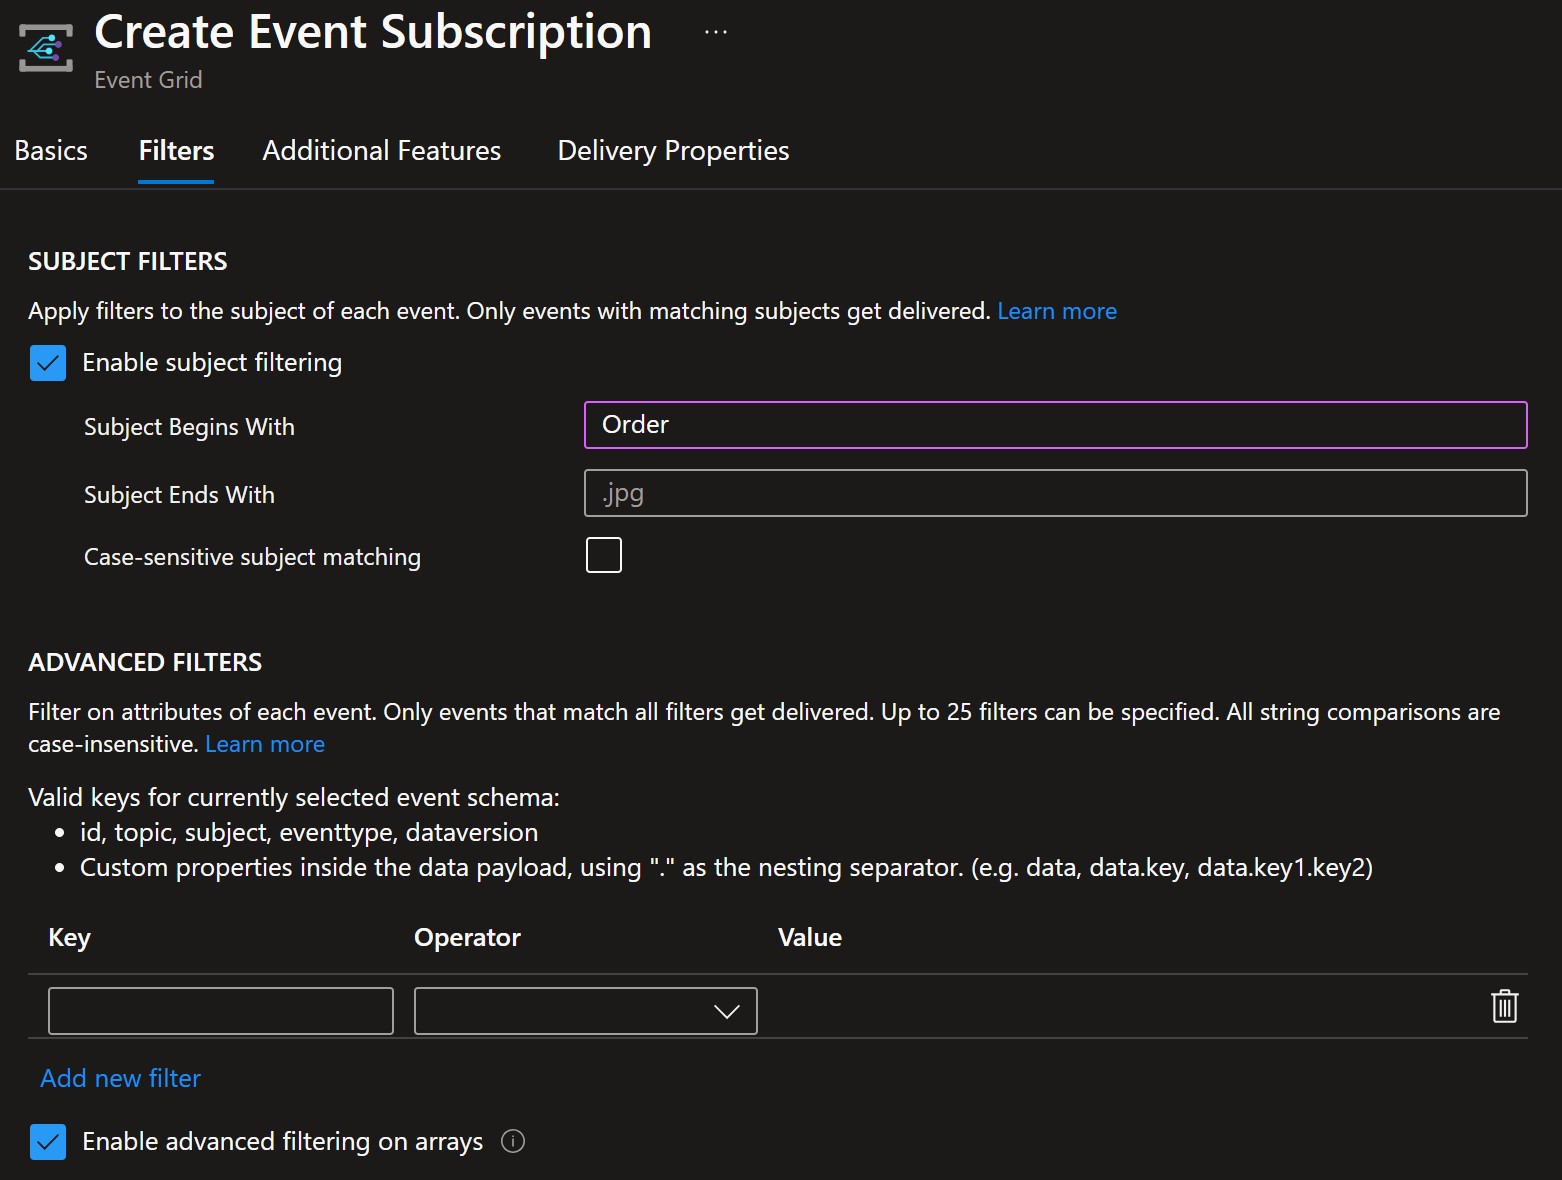 Create Event Subscription ...
Event Grid
Basics Filters Additional Features Delivery Properties
SUBJECT FILTERS
Apply filters to the subject of each event. Only events with matching subjects get delivered. Learn more
Enable subject filtering
Subject Begins With Order
Subject Ends With .jpg
Case-sensitive subject matching
ADVANCED FILTERS
Filter on attributes of each event. Only events that match all filters get delivered. Up to 25 filters can be specified. All string comparisons are
case-insensitive. Learn more
Valid keys for currently selected event schema:
• id, topic, subject, eventtype, dataversion
• Custom properties inside the data payload, using "." as the nesting separator. (e.g. data, data.key, data.key1.key2)
Key Operator Value
Add new filter
Enable advanced filtering on arrays